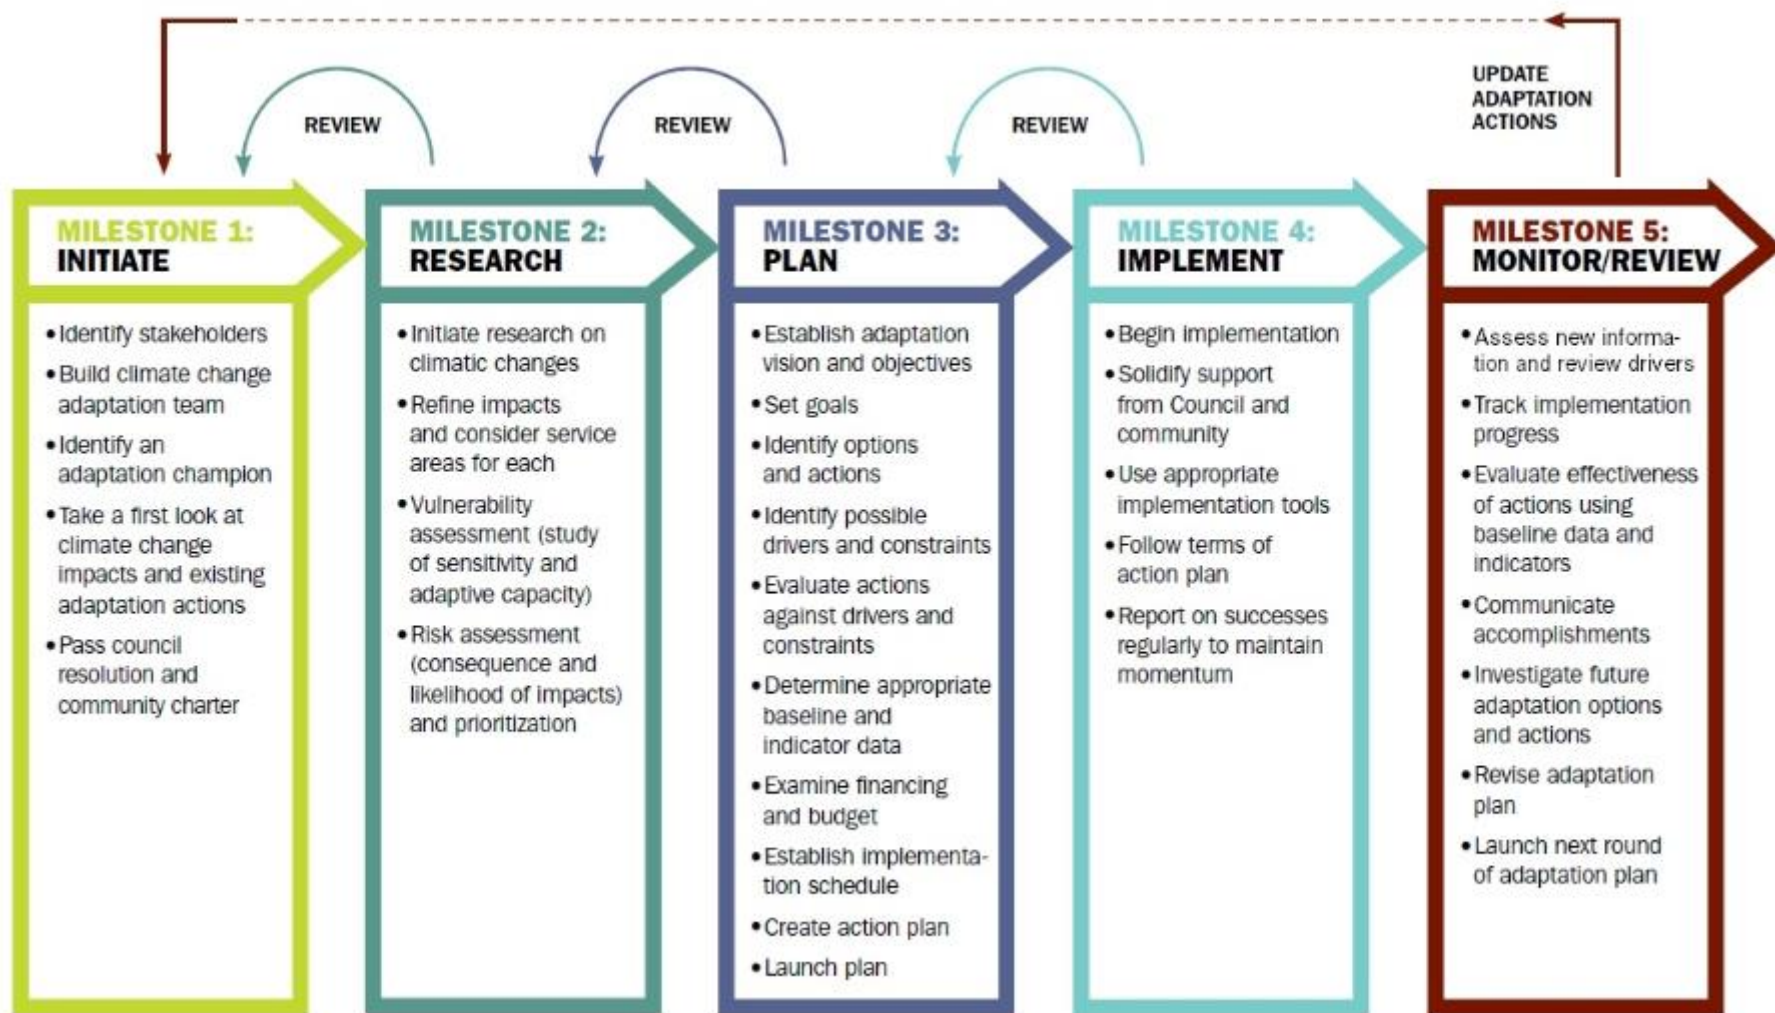 UPDATE
ADAPTATION
ACTIONS
REVIEW
REVIEW
REVIEW
MILESTONE 1:
INITIATE
•Identify stakeholders
•Build climate change
adaptation team
•Identify an
adaptation champion
•Take a first look at
climate change
impacts and existing
adaptation actions
•Pass council
resolution and
community charter
MILESTONE 2:
RESEARCH
•Initiate research on
climatic changes
•Refine impacts
and consider service
areas for each
•Vulnerability
assessment (study
of sensitivity and
adaptive capacity)
•Risk assessment
(consequence and
likelihood of impacts)
and prioritization
MILESTONE 3:
PLAN
•Establish adaptation
vision and objectives
•Set goals
•Identify options
and actions
•Identify possible
drivers and constraints
•Evaluate actions
against drivers and
constraints
•Determine appropriate
baseline and
indicator data
•Examine financing
and budget
•Establish implementa-
tion schedule
•Create action plan
•Launch plan
MILESTONE 4:
IMPLEMENT
•Begin implementation
•Solidify support
from Council and
community
•Use appropriate
implementation tools
•Follow terms of
action plan
•Report on successes
regularly to maintain
momentum
MILESTONE 5:
MONITOR/REVIEW
•Assess new informa-
tion and review drivers
•Track implementation
progress
•Evaluate effectiveness
of actions using
baseline data and
indicators
•Communicate
accomplishments
•Investigate future
adaptation options
and actions
•Revise adaptation
plan
•Launch next round
of adaptation plan